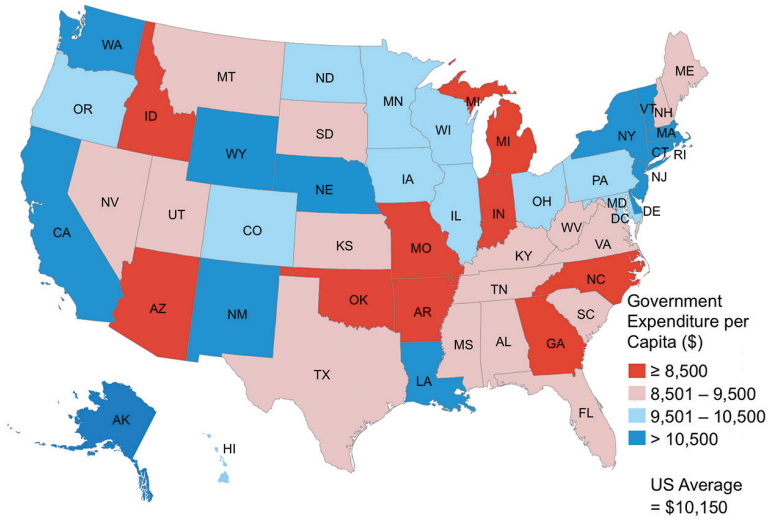 WA
MT
ND
MN
ME
OR
ID
SD
WI
MI
MI
VT
NH
WY
NY
MA
CT
RI
NV
UT
NE
IA
PA
NJ
CA
CO
IL
IN
OH
MD
DC
DE
KS
MO
KY
WV
VA
AZ
NM
OK
AR
TN
NC
SC
TX
LA
MS
AL
GA
FL
AK
HI
Government
Expenditure per
Capita ($)
≥ 8,500
8,501 – 9,500
9,501 – 10,500
> 10,500
US Average
= $10,150